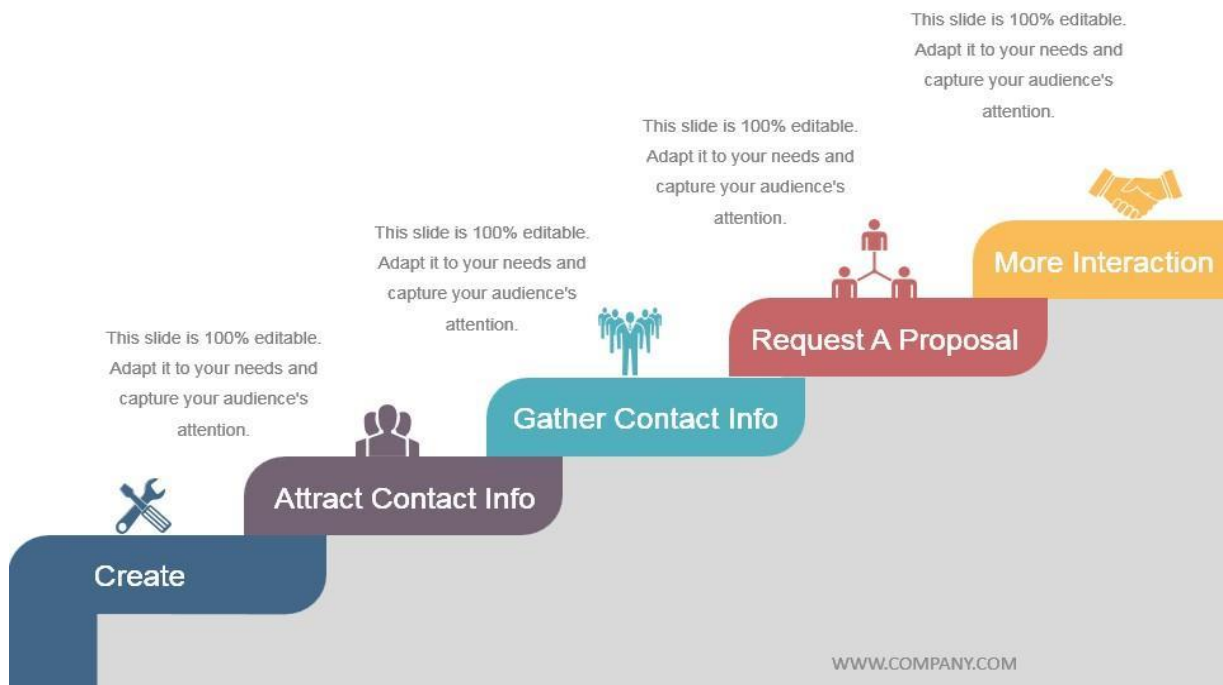 This slide is 100% editable.
Adapt it to your needs and
capture your audience's
attention.
This slide is 100% editable.
Adapt it to your needs and
capture your audience's
attention.
This slide is 100% editable.
Adapt it to your needs and
capture your audience's
attention.
This slide is 100% editable.
Adapt it to your needs and
capture your audience's
attention.
Create
Attract Contact Info
Gather Contact Info
Request A Proposal
More Interaction
WWW.COMPANY.COM